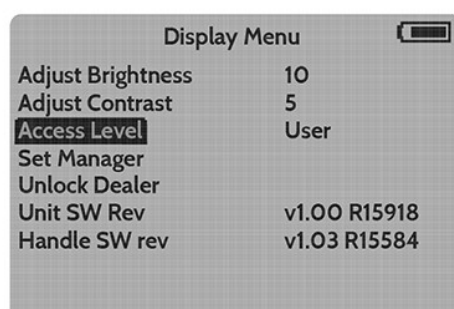 Display Menu
Adjust Brightness 10
Adjust Contrast 5
Access Level User
Set Manager
Unlock Dealer
Unit SW Rev v1.00 R15918
Handle SW rev v1.03 R15584